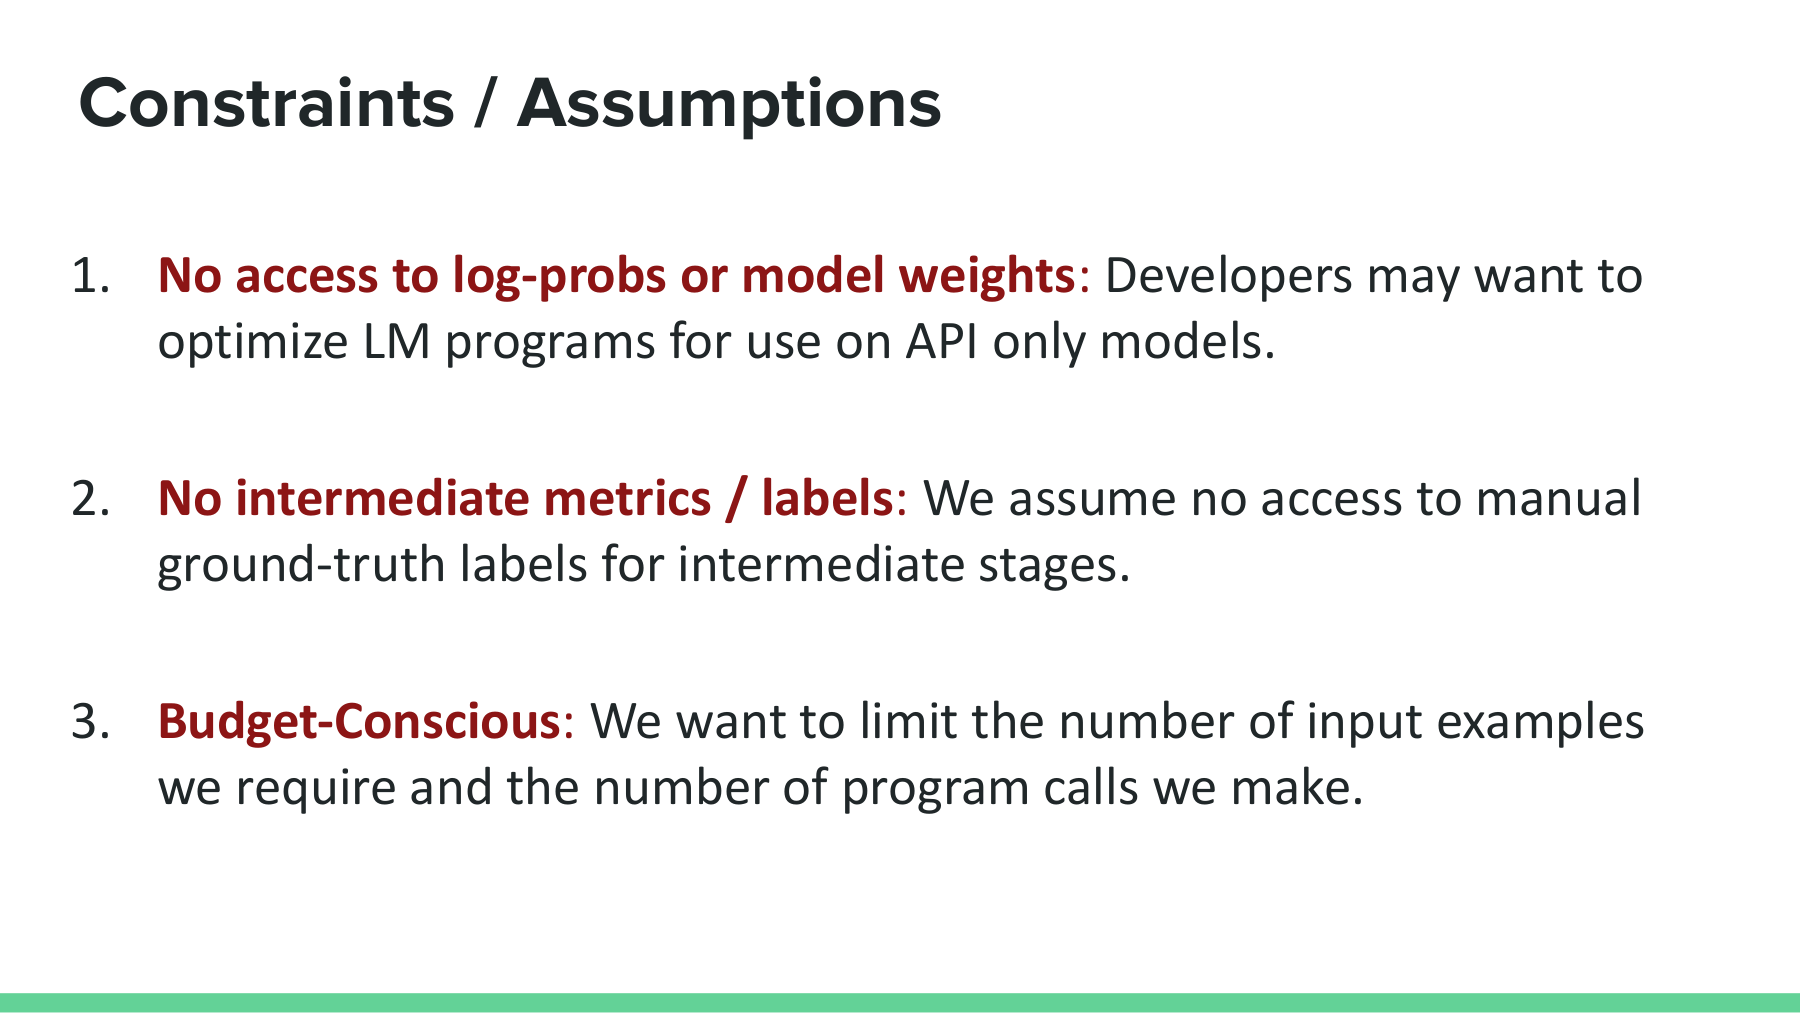 Constraints / Assumptions
1. No access to log-probs or model weights: Developers may want to
optimize LM programs for use on API only models.
2. No intermediate metrics / labels: We assume no access to manual
ground-truth labels for intermediate stages.
3. Budget-Conscious: We want to limit the number of input examples
we require and the number of program calls we make.